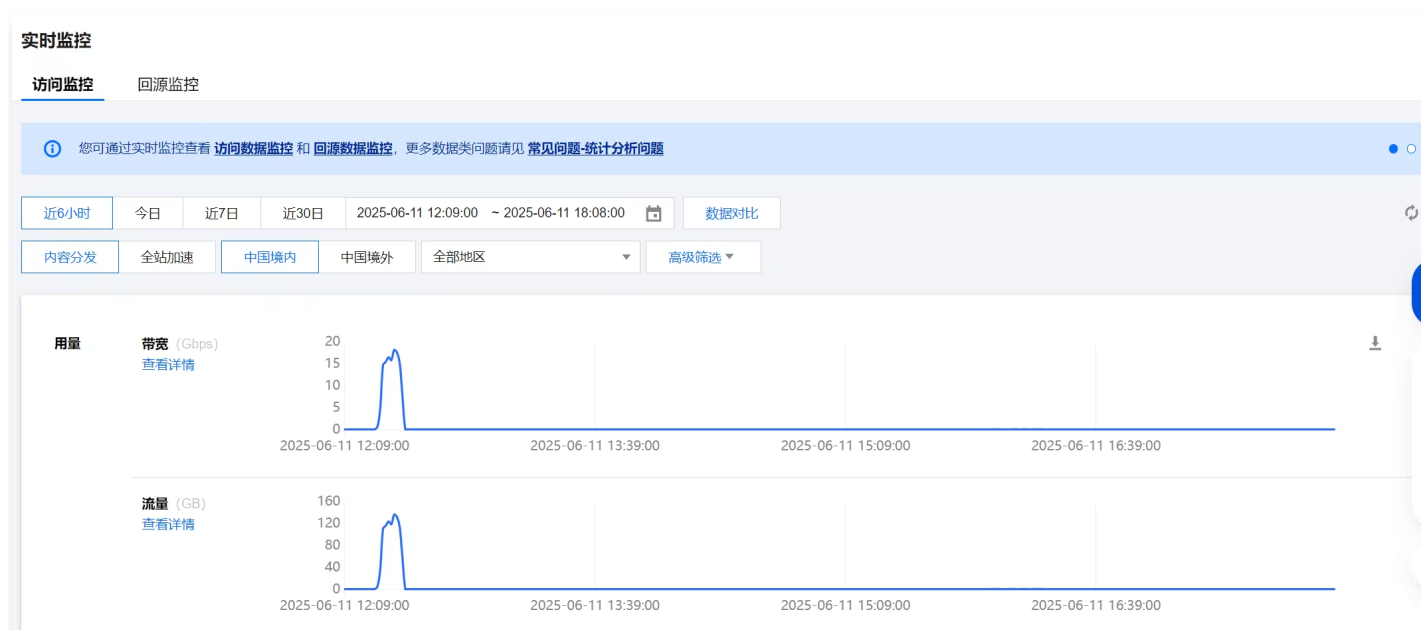 实时监控
访问监控 回源监控
您可通过实时监控查看 访问数据监控 和 回源数据监控，更多数据类问题请见 常见问题-统计分析问题
近6小时 今日 近7日 近30日 2025-06-11 12:09:00 ~ 2025-06-11 18:08:00 数据对比
内容分发 全站加速 中国境内 中国境外 全部地区 高级筛选
用量 带宽 (Gbps)
查看详情
20
15
10
5
0
2025-06-11 12:09:00 2025-06-11 13:39:00 2025-06-11 15:09:00 2025-06-11 16:39:00
流量 (GB)
查看详情
160
120
80
40
0
2025-06-11 12:09:00 2025-06-11 13:39:00 2025-06-11 15:09:00 2025-06-11 16:39:00